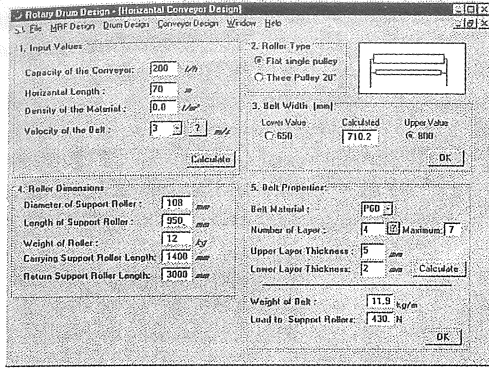 Rotary Drum Design - [Horizantal Conveyor Design]
File MRF Design Drum Design Conveyor Design Window Help
1. Input Values
Capacity of the Conveyor: 200 t/h
Horizantal Length : 70 m
Density of the Material : 0.0 t/m³
Velocity of the Belt : 3 ? m/s
Calculate
2. Roller Type
Flat single pulley
Three Pulley 20°
3. Belt Width [mm]
Lower Value Calculated Upper Value
650 710.2 800
OK
4. Roller Dimensions
Diameter of Support Roller : 108 mm
Length of Support Roller : 950 mm
Weight of Roller : 12 kg
Carrying Support Roller Length: 1400 mm
Return Support Roller Length: 3000 mm
5. Belt Properties:
Belt Material : P60
Number of Layor : 4 ? Maximum: 7
Upper Layor Thickness : 5 mm
Lower Layor Thickness : 2 mm Calculate
Weight of Belt : 11.9 kg/m
Load to Support Rollers: 430. N
OK